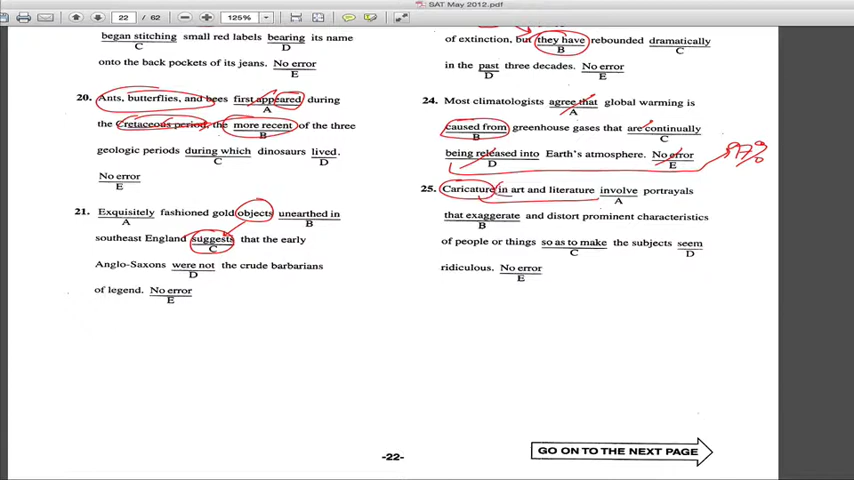 SAT May 2012.pdf
22 / 62
125%
began stitching small red labels bearing its name
C D
onto the back pockets of its jeans. No error
E
20. Ants, butterflies, and bees first appeared during
A
the Cretaceous period, the more recent of the three
B
geologic periods during which dinosaurs lived.
C D
No error
E
21. Exquisitely fashioned gold objects unearthed in
A B
southeast England suggests that the early
C
Anglo-Saxons were not the crude barbarians
D
of legend. No error
E
of extinction, but they have rebounded dramatically
B C
in the past three decades. No error
D E
24. Most climatologists agree that global warming is
A
caused from greenhouse gases that are continually
B C
being released into Earth's atmosphere. No error
D E
97%
25. Caricature in art and literature involve portrayals
A
that exaggerate and distort prominent characteristics
B
of people or things so as to make the subjects seem
C D
ridiculous. No error
E
-22-
GO ON TO THE NEXT PAGE